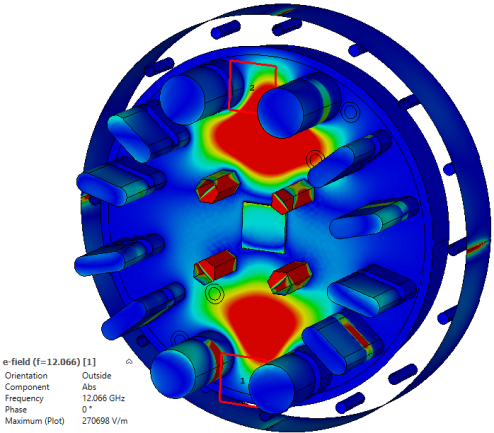 2
1
e-field (f=12.066) [1]
Orientation Outside
Component Abs
Frequency 12.066 GHz
Phase 0 °
Maximum (Plot) 270698 V/m